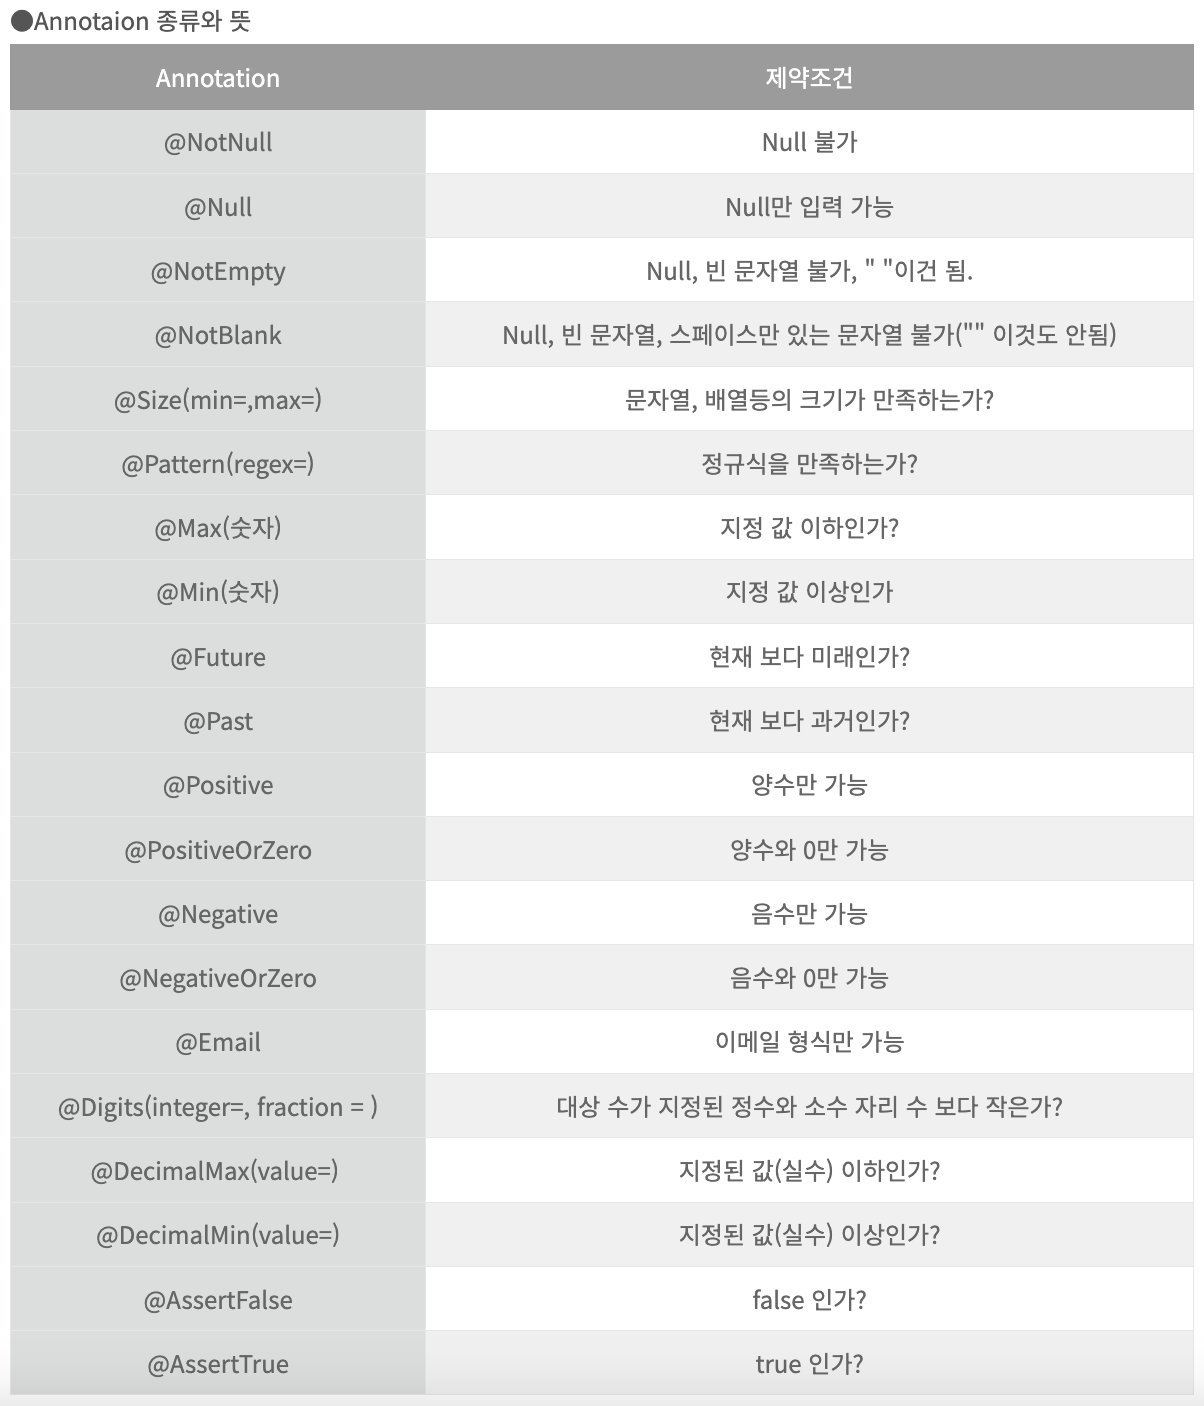 ●Annotaion 종류와 뜻
Annotation 제약조건
@NotNull Null 불가
@Null Null만 입력 가능
@NotEmpty Null, 빈 문자열 불가, " "이건 됨.
@NotBlank Null, 빈 문자열, 스페이스만 있는 문자열 불가("" 이것도 안됨)
@Size(min=,max=) 문자열, 배열등의 크기가 만족하는가?
@Pattern(regex=) 정규식을 만족하는가?
@Max(숫자) 지정 값 이하인가?
@Min(숫자) 지정 값 이상인가
@Future 현재 보다 미래인가?
@Past 현재 보다 과거인가?
@Positive 양수만 가능
@PositiveOrZero 양수와 0만 가능
@Negative 음수만 가능
@NegativeOrZero 음수와 0만 가능
@Email 이메일 형식만 가능
@Digits(integer=, fraction = ) 대상 수가 지정된 정수와 소수 자리 수 보다 작은가?
@DecimalMax(value=) 지정된 값(실수) 이하인가?
@DecimalMin(value=) 지정된 값(실수) 이상인가?
@AssertFalse false 인가?
@AssertTrue true 인가?